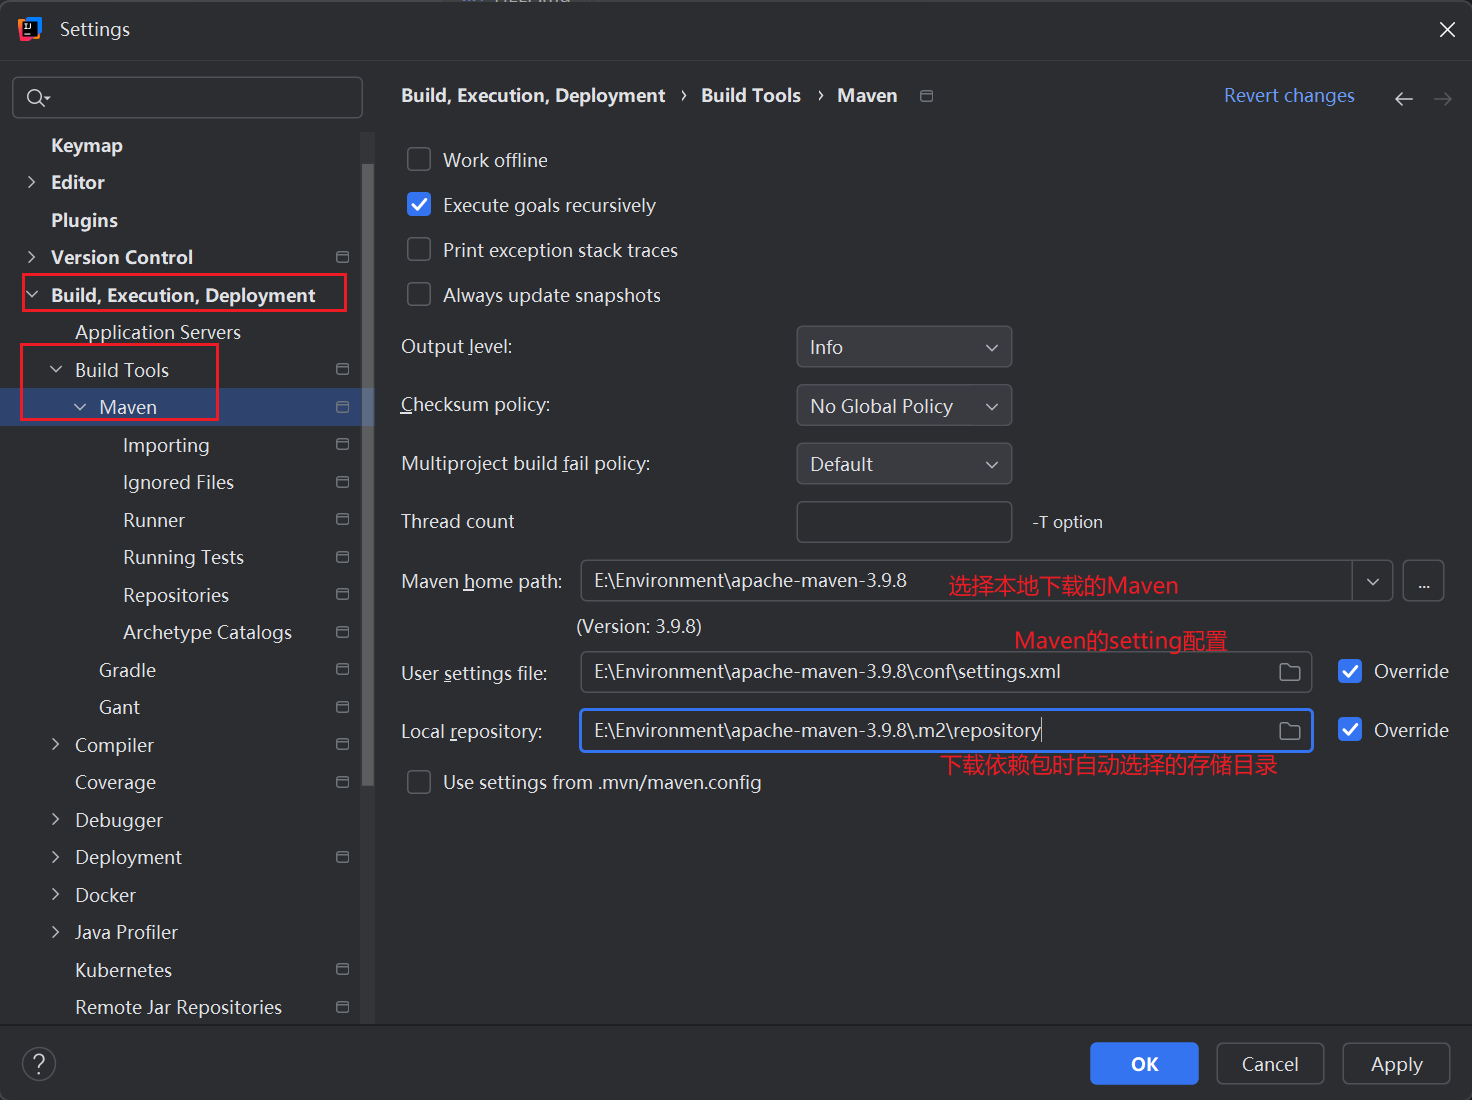 Settings
Build, Execution, Deployment › Build Tools › Maven
Revert changes
Keymap
Editor
Plugins
Version Control
Build, Execution, Deployment
Application Servers
Build Tools
Maven
Importing
Ignored Files
Runner
Running Tests
Repositories
Archetype Catalogs
Gradle
Gant
Compiler
Coverage
Debugger
Deployment
Docker
Java Profiler
Kubernetes
Remote Jar Repositories
Work offline
Execute goals recursively
Print exception stack traces
Always update snapshots
Output level: Info
Checksum policy: No Global Policy
Multiproject build fail policy: Default
Thread count -T option
Maven home path: E:\Environment\apache-maven-3.9.8 选择本地下载的Maven ...
(Version: 3.9.8)
Maven的setting配置
User settings file: E:\Environment\apache-maven-3.9.8\conf\settings.xml Override
Local repository: E:\Environment\apache-maven-3.9.8\.m2\repository Override
下载依赖包时自动选择的存储目录
Use settings from .mvn/maven.config
? OK Cancel Apply